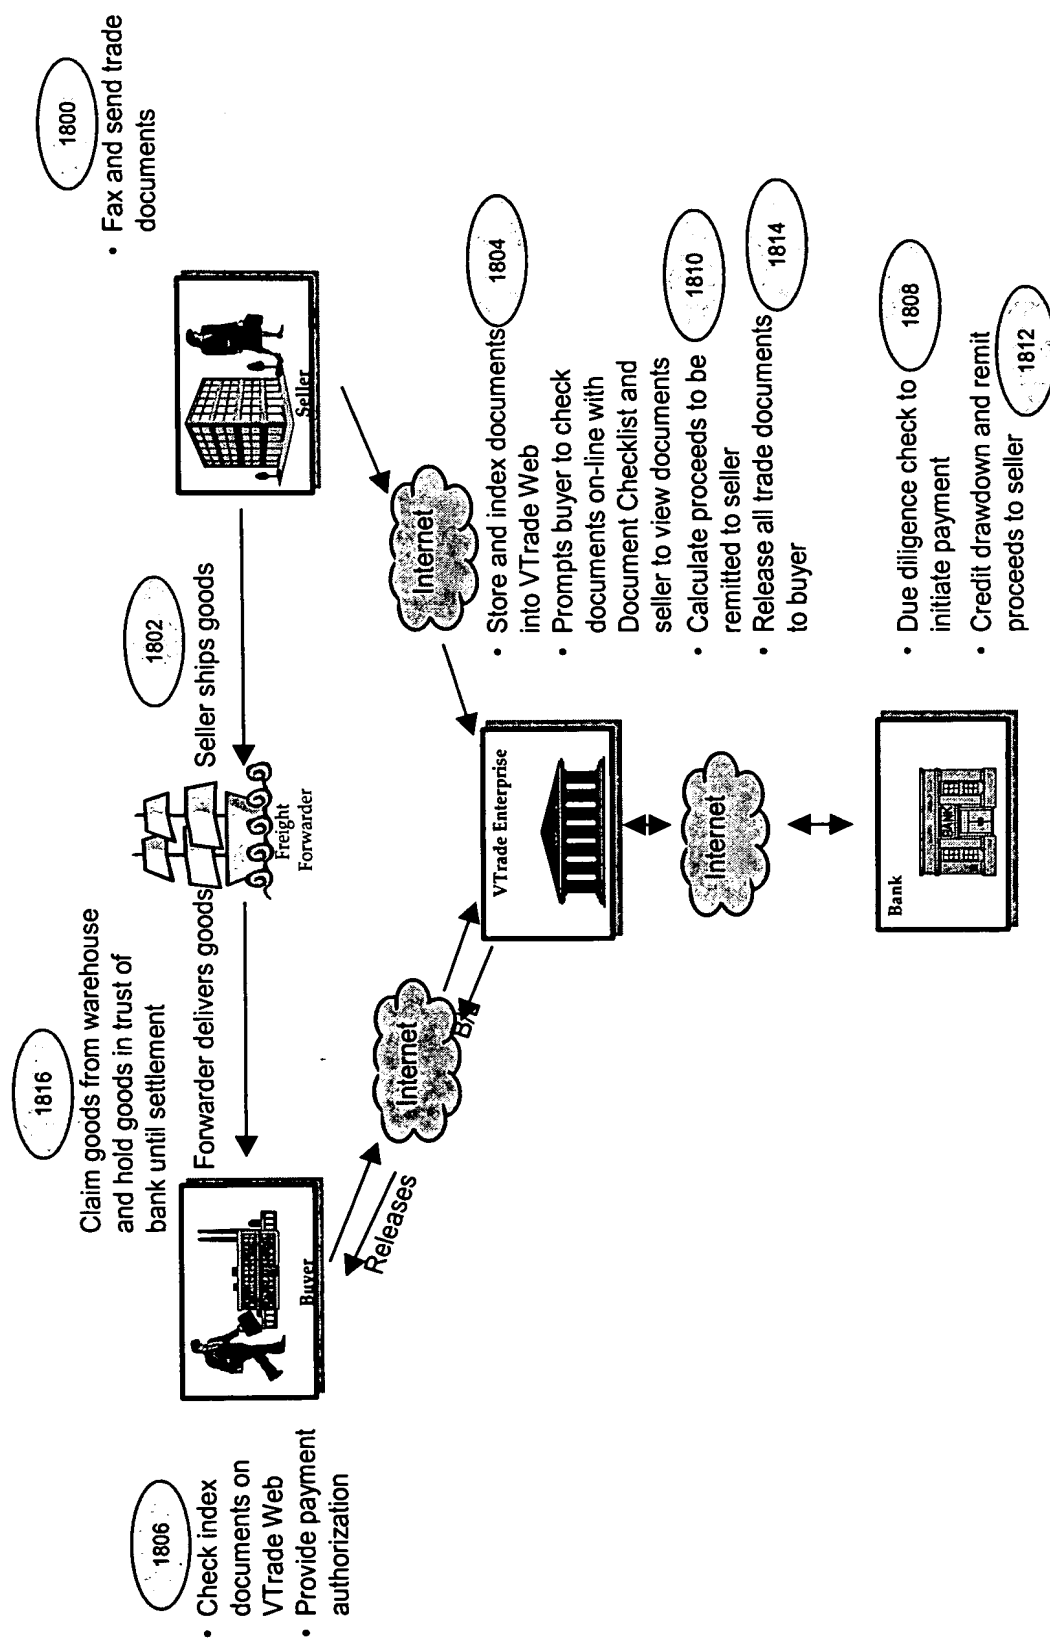 1806
• Check index
documents on
VTrade Web
• Provide payment
authorization
1816
Claim goods from warehouse
and hold goods in trust of
bank until settlement
Forwarder delivers goods
Buyer
Releases
Internet
Freight
Forwarder
1802
Seller ships goods
Seller
1800
• Fax and send trade
documents
Internet
VTrade Enterprise
1804
• Store and index documents
into VTrade Web
• Prompts buyer to check
documents on-line with
Document Checklist and
seller to view documents
1810
• Calculate proceeds to be
remitted to seller
1814
• Release all trade documents
to buyer
Internet
Bank
BANK
1808
• Due diligence check to
initiate payment
1812
• Credit drawdown and remit
proceeds to seller